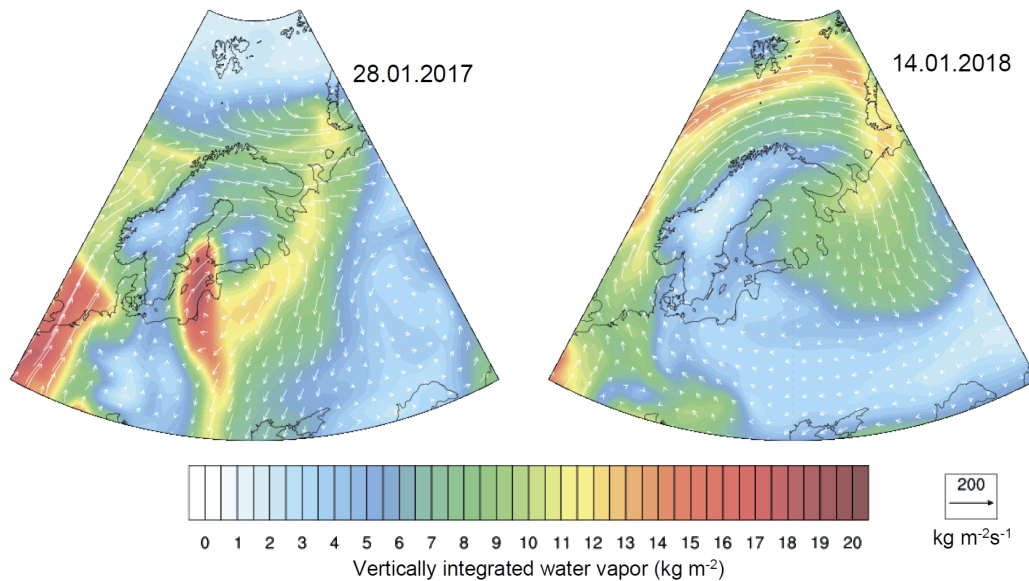 28.01.2017
14.01.2018
0 1 2 3 4 5 6 7 8 9 10 11 12 13 14 15 16 17 18 19 20
Vertically integrated water vapor (kg m⁻²)
200
kg m⁻²s⁻¹